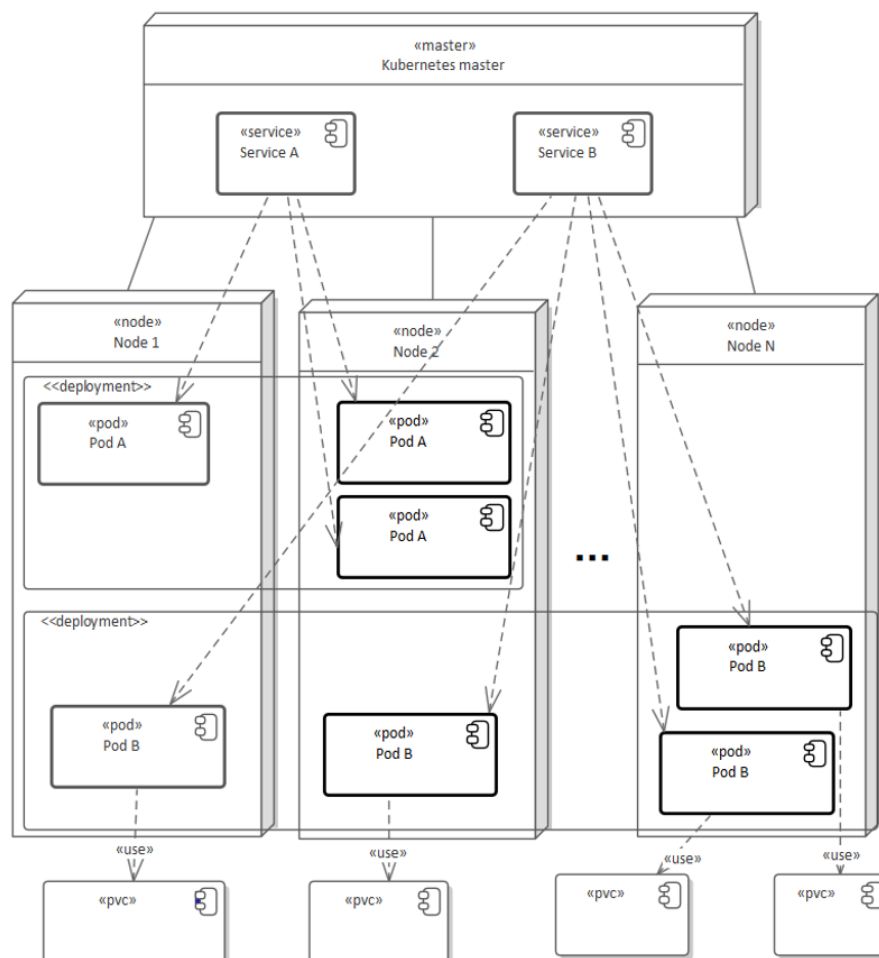 «master»
Kubernetes master
«service»
Service A
«service»
Service B
«node»
Node 1
«node»
Node 2
«node»
Node N
<<deployment>>
«pod»
Pod A
«pod»
Pod A
«pod»
Pod A
...
<<deployment>>
«pod»
Pod B
«pod»
Pod B
«pod»
Pod B
«pod»
Pod B
«use»
«use»
«use»
«use»
«pvc»
«pvc»
«pvc»
«pvc»